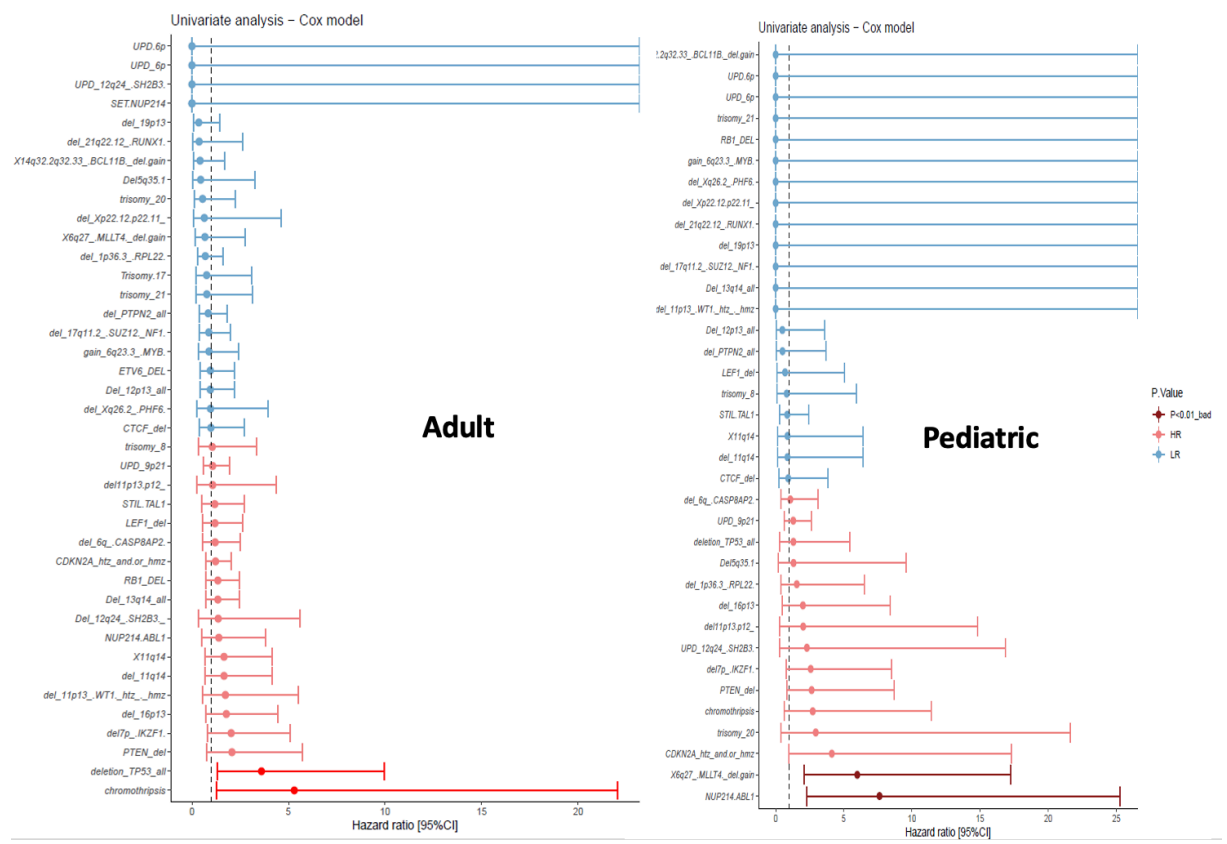 Univariate analysis – Cox model
UPD.6p
UPD_6p
UPD_12q24_.SH2B3.
SET.NUP214
del_19p13
del_21q22.12_.RUNX1.
X14q32.2q32.33_.BCL11B._del.gain
Del5q35.1
trisomy_20
del_Xp22.12.p22.11_
X6q27_.MLLT4._del.gain
del_1p36.3_.RPL22.
Trisomy.17
trisomy_21
del_PTPN2_all
del_17q11.2_.SUZ12._NF1.
gain_6q23.3_.MYB.
ETV6_DEL
Del_12p13_all
del_Xq26.2_.PHF6.
CTCF_del
trisomy_8
UPD_9p21
del11p13.p12_
STIL.TAL1
LEF1_del
del_6q_.CASP8AP2.
CDKN2A_htz_and.or_hmz
RB1_DEL
Del_13q14_all
Del_12q24_.SH2B3._
NUP214.ABL1
X11q14
del_11q14
del_11p13_.WT1._htz_._hmz
del_16p13
del7p_.IKZF1.
PTEN_del
deletion_TP53_all
chromothripsis
0 5 10 15 20
Hazard ratio [95%CI]
Adult
Univariate analysis – Cox model
.2q32.33_.BCL11B._del.gain
UPD.6p
UPD_6p
trisomy_21
RB1_DEL
gain_6q23.3_.MYB.
del_Xq26.2_.PHF6.
del_Xp22.12.p22.11_
del_21q22.12_.RUNX1.
del_19p13
del_17q11.2_.SUZ12._NF1.
Del_13q14_all
del_11p13_.WT1._htz_._hmz
Del_12p13_all
del_PTPN2_all
LEF1_del
trisomy_8
STIL.TAL1
X11q14
del_11q14
CTCF_del
del_6q_.CASP8AP2.
UPD_9p21
deletion_TP53_all
Del5q35.1
del_1p36.3_.RPL22.
del_16p13
del11p13.p12_
UPD_12q24_.SH2B3.
del7p_.IKZF1.
PTEN_del
chromothripsis
trisomy_20
CDKN2A_htz_and.or_hmz
X6q27_.MLLT4._del.gain
NUP214.ABL1
0 5 10 15 20 25
Hazard ratio [95%CI]
Pediatric
P.Value
P<0.01_bad
HR
LR